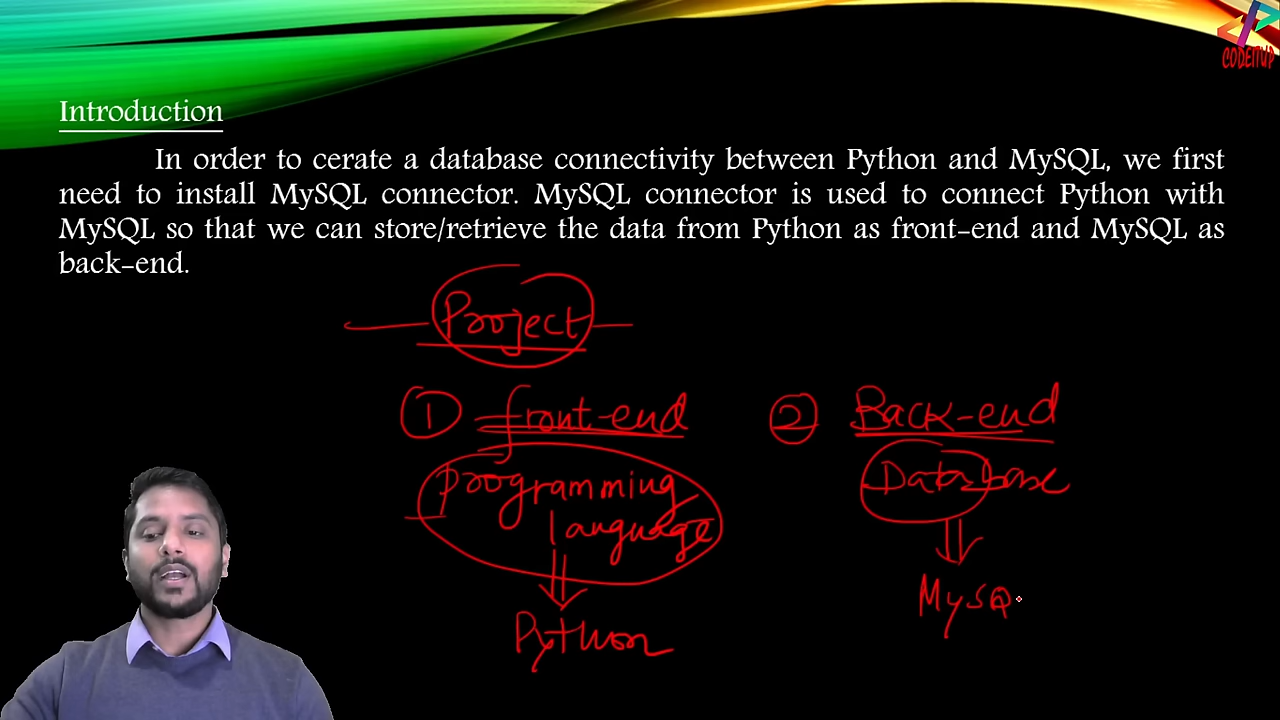 CODEITUP
Introduction
In order to cerate a database connectivity between Python and MySQL, we first
need to install MySQL connector. MySQL connector is used to connect Python with
MySQL so that we can store/retrieve the data from Python as front-end and MySQL as
back-end.
Project
① front-end ② Back-end
programming Database
language
Python MySQ